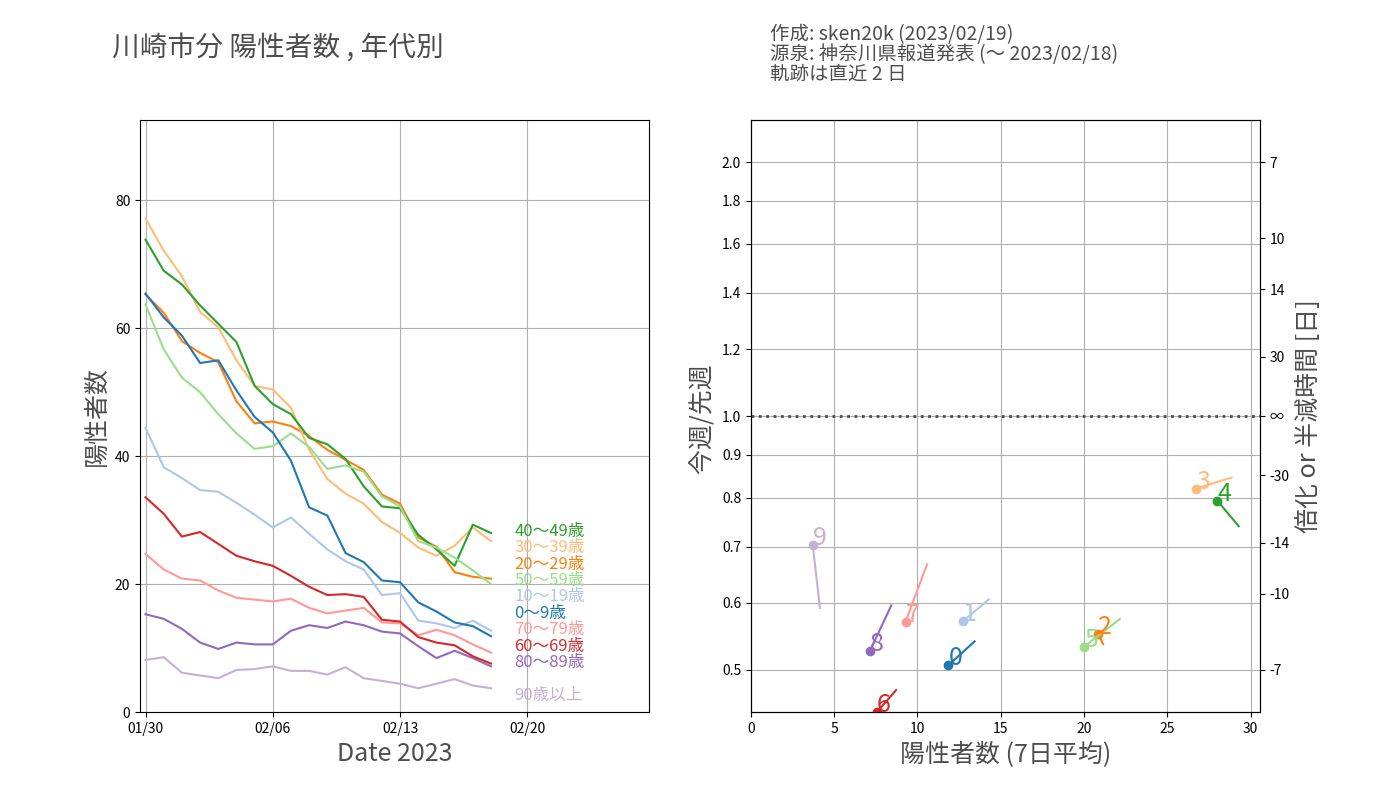 川崎市分 陽性者数 , 年代別
作成: sken20k (2023/02/19)
源泉: 神奈川県報道発表 (〜 2023/02/18)
軌跡は直近 2 日
陽性者数
80
60
40
20
0
01/30
02/06
02/13
02/20
Date 2023
40〜49歳
30〜39歳
20〜29歳
50〜59歳
10〜19歳
0〜9歳
70〜79歳
60〜69歳
80〜89歳
90歳以上
今週/先週
2.0
1.8
1.6
1.4
1.2
1.0
0.9
0.8
0.7
0.6
0.5
3
4
9
7
1
8
0
2
5
6
0
5
10
15
20
25
30
陽性者数 (7日平均)
7
10
14
30
∞
-30
-14
-10
-7
倍化 or 半減時間 [日]